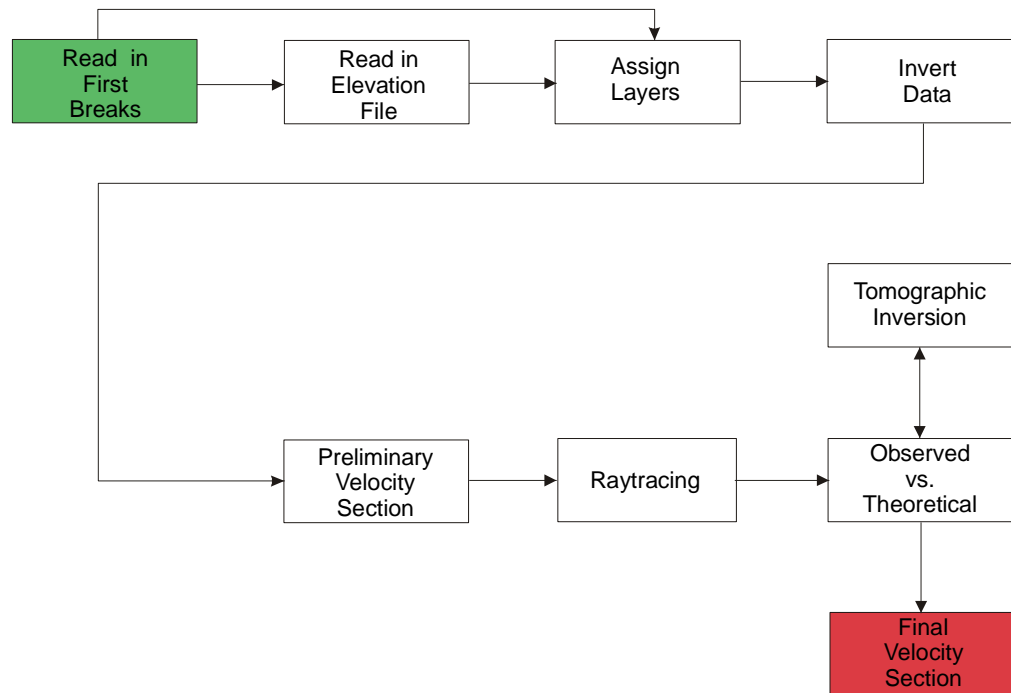 Read in
First
Breaks
Read in
Elevation
File
Assign
Layers
Invert
Data
Tomographic
Inversion
Preliminary
Velocity
Section
Raytracing
Observed
vs.
Theoretical
Final
Velocity
Section